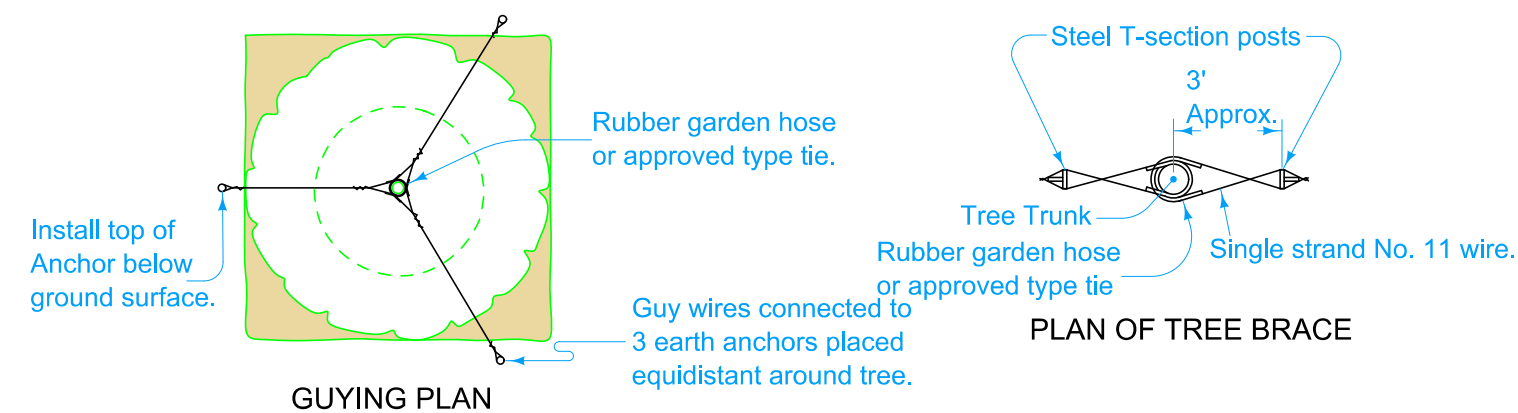 Rubber garden hose
or approved type tie.
Install top of
Anchor below
ground surface.
Guy wires connected to
3 earth anchors placed
equidistant around tree.
GUYING PLAN
Steel T-section posts
3'
Approx.
Tree Trunk
Rubber garden hose
or approved type tie
Single strand No. 11 wire.
PLAN OF TREE BRACE